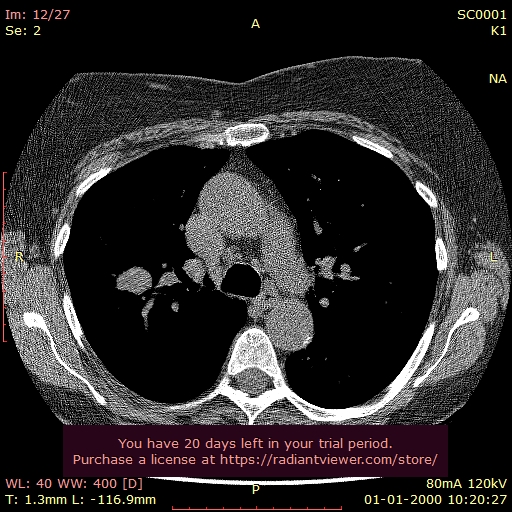 Im: 12/27
Se: 2
A
SC0001
K1
NA
R
L
You have 20 days left in your trial period.
Purchase a license at https://radiantviewer.com/store/
WL: 40 WW: 400 [D]
T: 1.3mm L: -116.9mm
P
80mA 120kV
01-01-2000 10:20:27